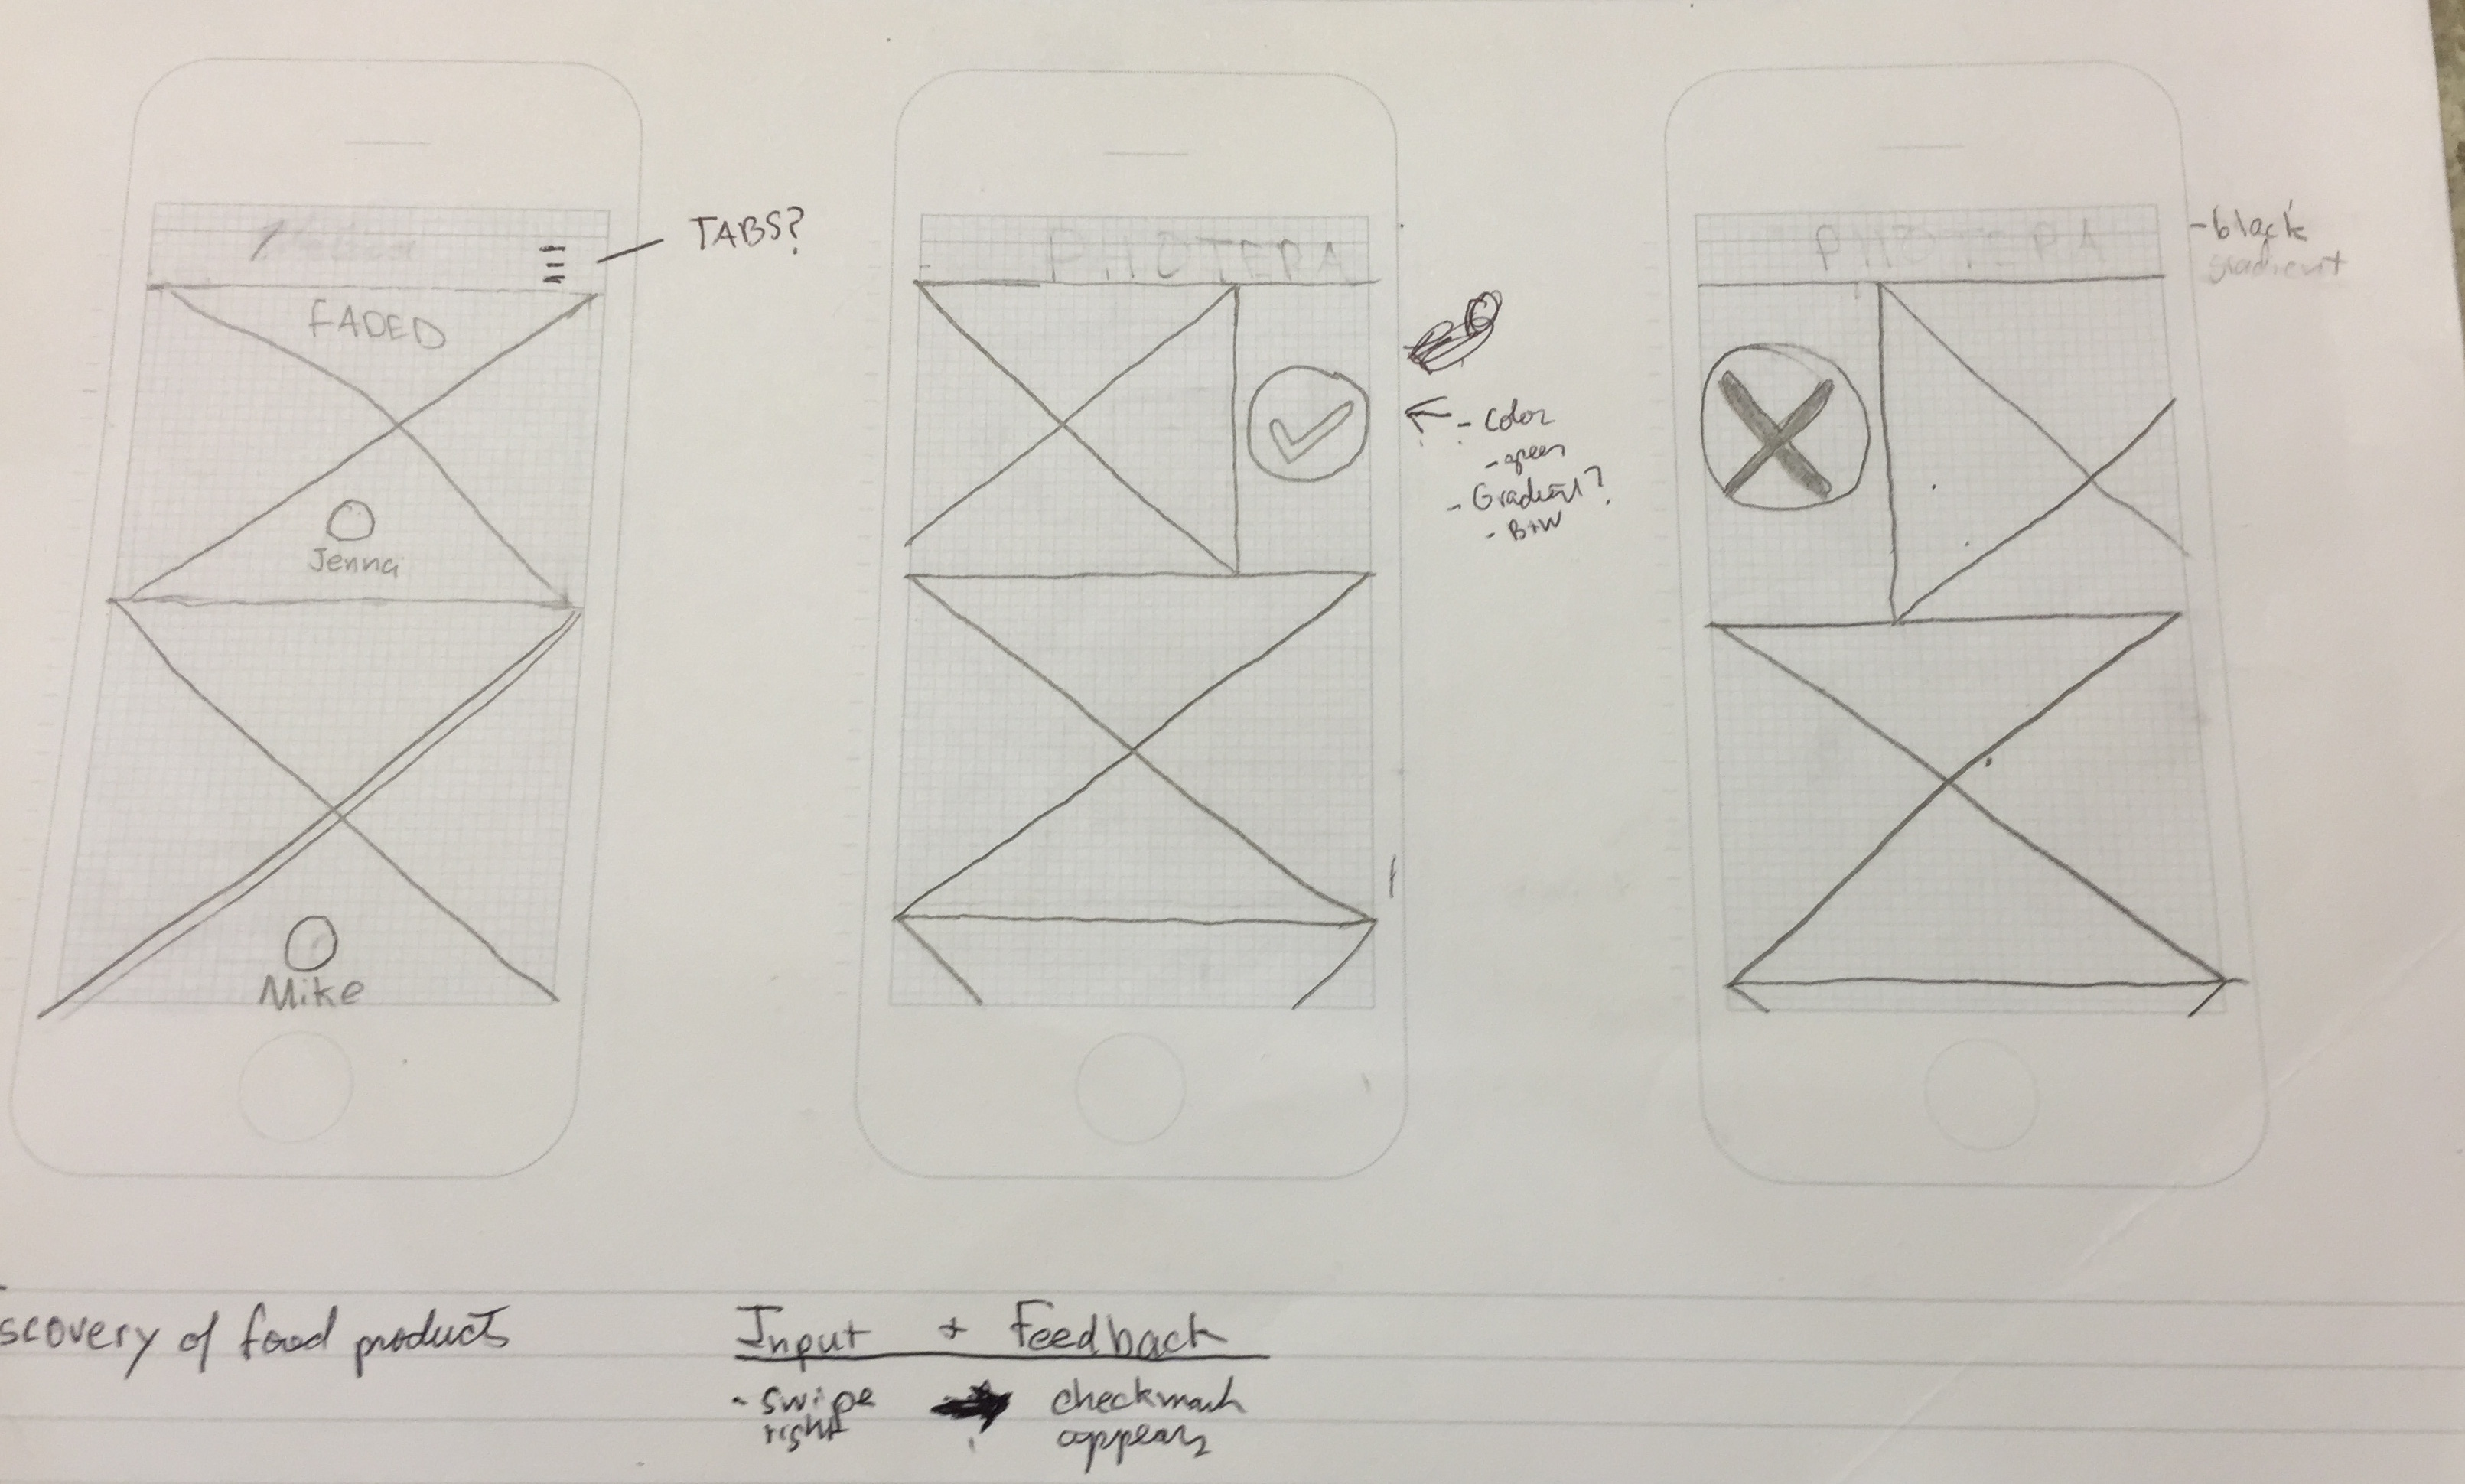 TABS?
FADED
Jenna
Mike
PHOTERA
- Color
- green
- Gradient?
- B+W
PHOTERA
- black
gradient
scovery of food products
Input + Feedback
- swipe
right
checkmark
appears